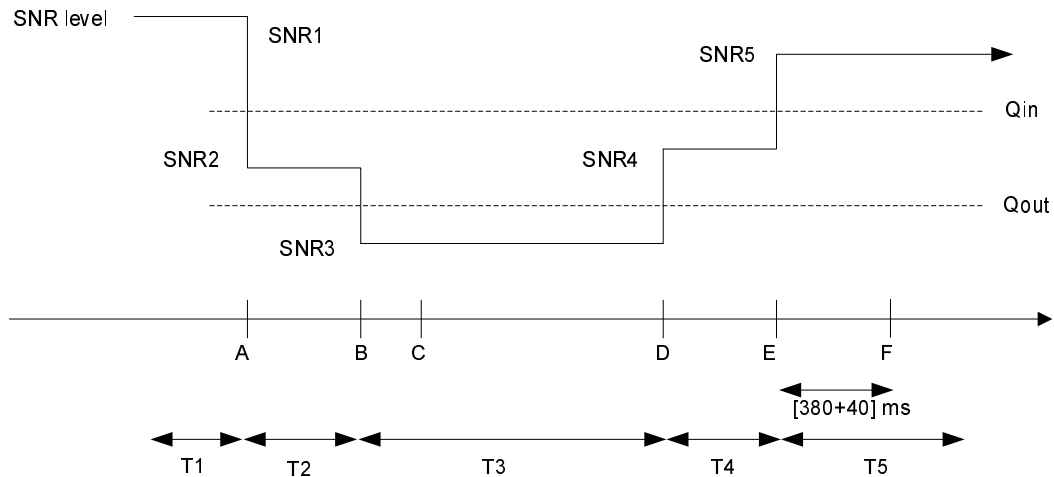 SNR level
SNR1
SNR5
Qin
SNR2
SNR4
Qout
SNR3
A
B
C
D
E
F
[380+40] ms
T1
T2
T3
T4
T5